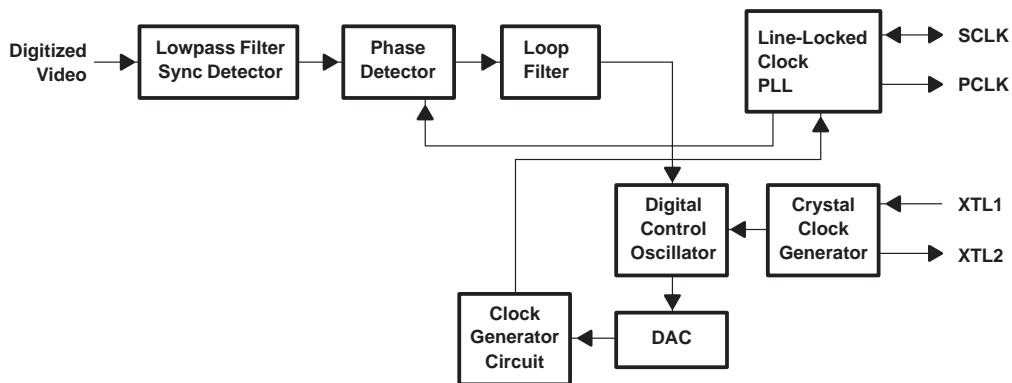 Digitized
Video
Lowpass Filter
Sync Detector
Phase
Detector
Loop
Filter
Line-Locked
Clock
PLL
SCLK
PCLK
Digital
Control
Oscillator
Crystal
Clock
Generator
XTL1
XTL2
Clock
Generator
Circuit
DAC